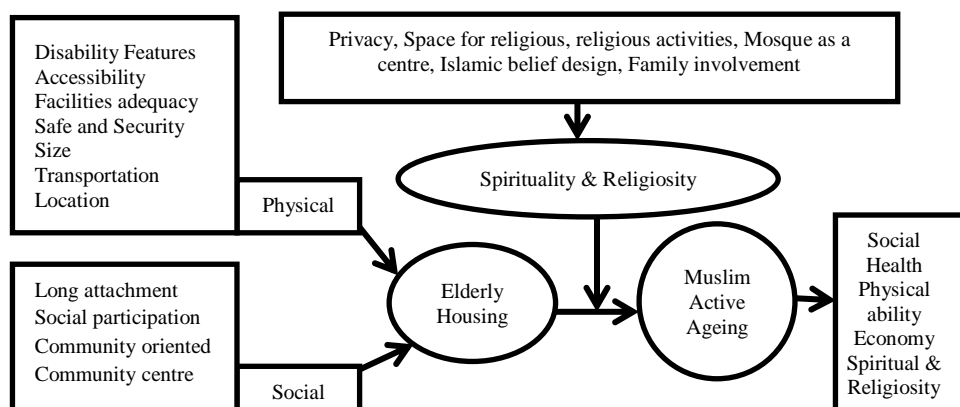 Disability Features
Accessibility
Facilities adequacy
Safe and Security
Size
Transportation
Location
Physical
Privacy, Space for religious, religious activities, Mosque as a
centre, Islamic belief design, Family involvement
Spirituality & Religiosity
Long attachment
Social participation
Community oriented
Community centre
Social
Elderly
Housing
Muslim
Active
Ageing
Social
Health
Physical
ability
Economy
Spiritual &
Religiosity